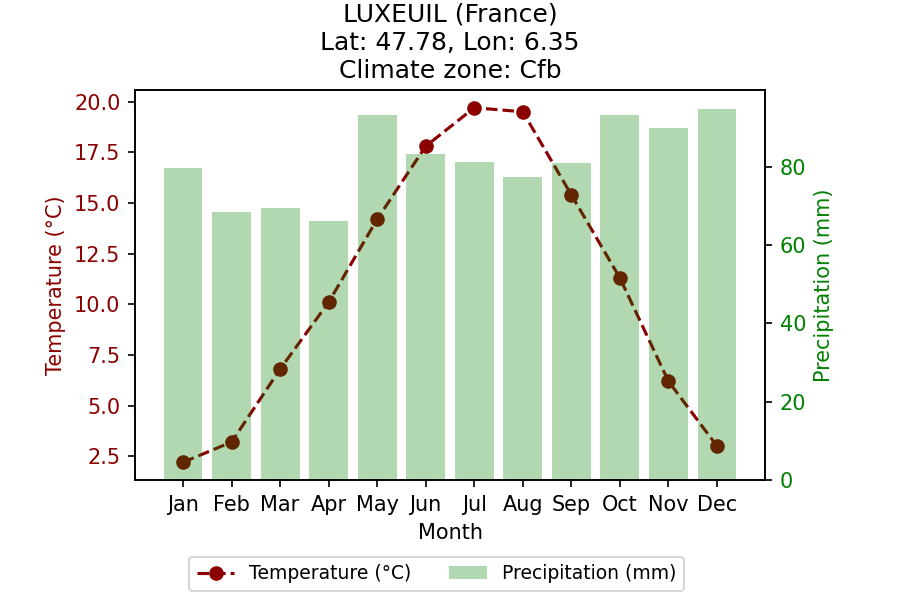 LUXEUIL (France)
Lat: 47.78, Lon: 6.35
Climate zone: Cfb
20.0
17.5
15.0
12.5
10.0
7.5
5.0
2.5
Temperature (°C)
80
60
40
20
0
Precipitation (mm)
Jan Feb Mar Apr May Jun Jul Aug Sep Oct Nov Dec
Month
Temperature (°C) Precipitation (mm)